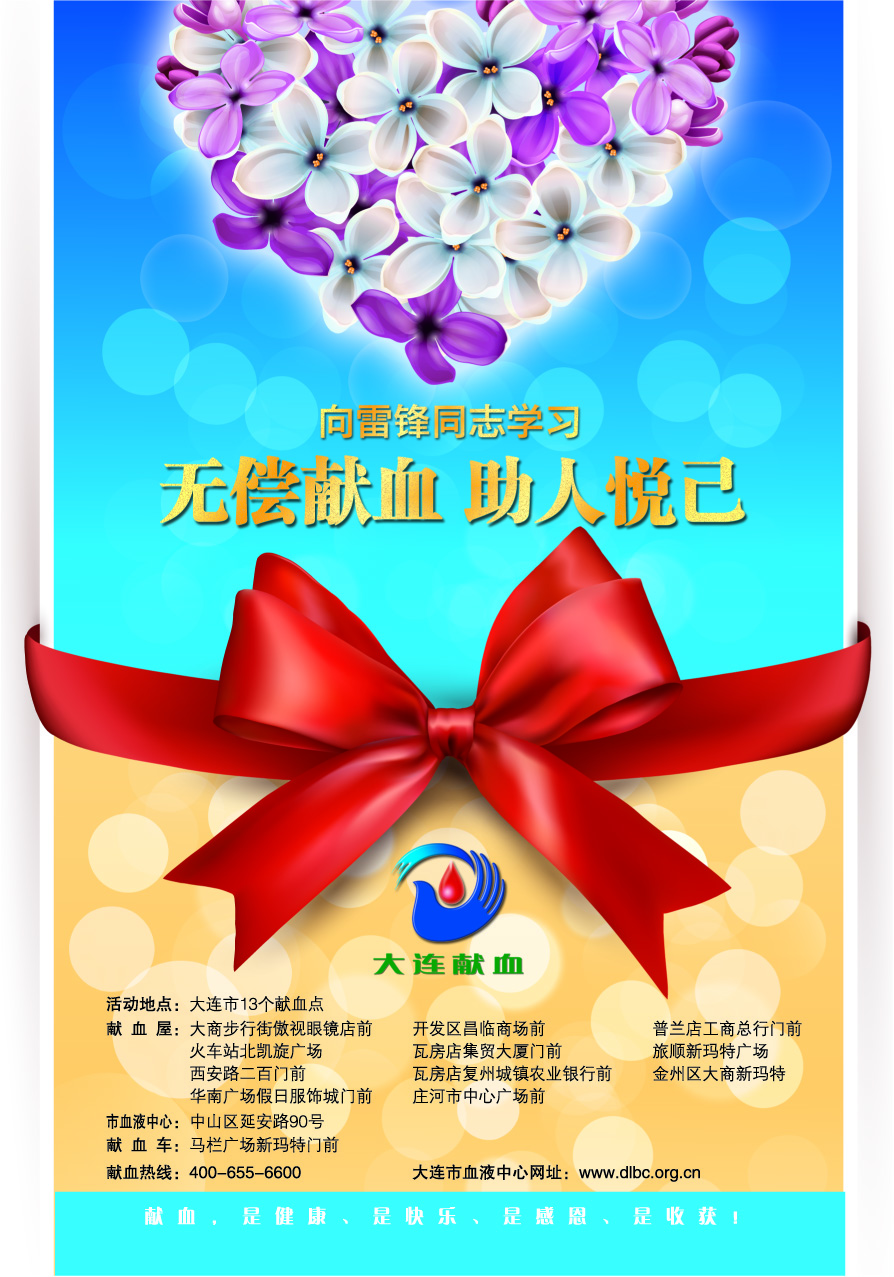 向雷锋同志学习
无偿献血 助人悦己
大连献血
活动地点：大连市13个献血点
献血屋：大商步行街傲视眼镜店前 开发区昌临商场前 普兰店工商总行门前
火车站北凯旋广场 瓦房店集贸大厦门前 旅顺新玛特广场
西安路二百门前 瓦房店复州城镇农业银行前 金州区大商新玛特
华南广场假日服饰城门前 庄河市中心广场前
市血液中心：中山区延安路90号
献血车：马栏广场新玛特门前
献血热线：400-655-6600 大连市血液中心网址：www.dlbc.org.cn
献血，是健康、是快乐、是感恩、是收获！